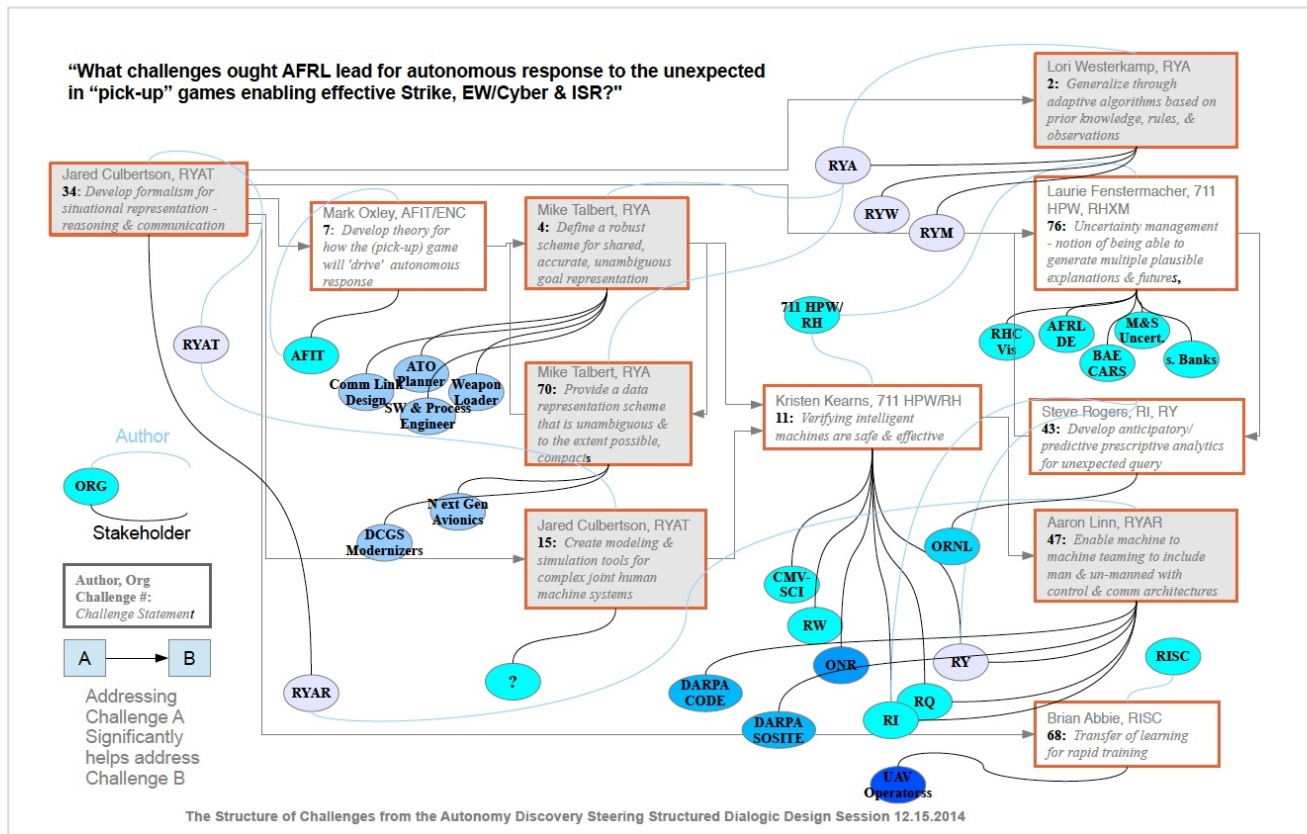 "What challenges ought AFRL lead for autonomous response to the unexpected
in "pick-up" games enabling effective Strike, EW/Cyber & ISR?"
Lori Westerkamp, RYA
2: Generalize through
adaptive algorithms based on
prior knowledge, rules, &
observations
Jared Culbertson, RYAT
34: Develop formalism for
situational representation -
reasoning & communication
Mark Oxley, AFIT/ENC
7: Develop theory for
how the (pick-up) game
will 'drive' autonomous
response
Mike Talbert, RYA
4: Define a robust
scheme for shared,
accurate, unambiguous
goal representation
RYA
RYW
RYM
Laurie Fenstermacher, 711
HPW, RHXM
76: Uncertainty management
- notion of being able to
generate multiple plausible
explanations & futures,
RYAT
AFIT
Comm Link
Design
ATO
Planner
SW & Process
Engineer
Weapon
Loader
711 HPW/
RH
RHC
Vis
AFRL
DE
BAE
CARS
M&S
Uncert.
s. Banks
Mike Talbert, RYA
70: Provide a data
representation scheme
that is unambiguous &
to the extent possible,
compacts
Kristen Kearns, 711 HPW/RH
11: Verifying intelligent
machines are safe & effective
Steve Rogers, RI, RY
43: Develop anticipatory/
predictive prescriptive analytics
for unexpected query
Author
ORG
Stakeholder
DCGS
Modernizers
N ext Gen
Avionics
Jared Culbertson, RYAT
15: Create modeling &
simulation tools for
complex joint human
machine systems
ORNL
Aaron Linn, RYAR
47: Enable machine to
machine teaming to include
man & un-manned with
control & comm architectures
Author, Org
Challenge #:
Challenge Statement
A
B
Addressing
Challenge A
Significantly
helps address
Challenge B
RYAR
?
CMV-
SCI
RW
ONR
RY
RISC
DARPA
CODE
DARPA
SOSITE
RI
RQ
Brian Abbie, RISC
68: Transfer of learning
for rapid training
UAV
Operatorss
The Structure of Challenges from the Autonomy Discovery Steering Structured Dialogic Design Session 12.15.2014